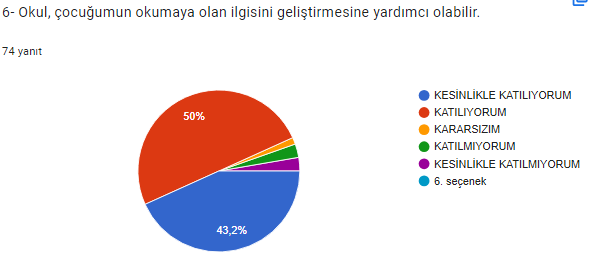 6- Okul, çocuğumun okumaya olan ilgisini geliştirmesine yardımcı olabilir.
74 yanıt
50%
43,2%
KESİNLİKLE KATILIYORUM
KATILIYORUM
KARARSIZIM
KATILMIYORUM
KESİNLİKLE KATILMIYORUM
6. seçenek